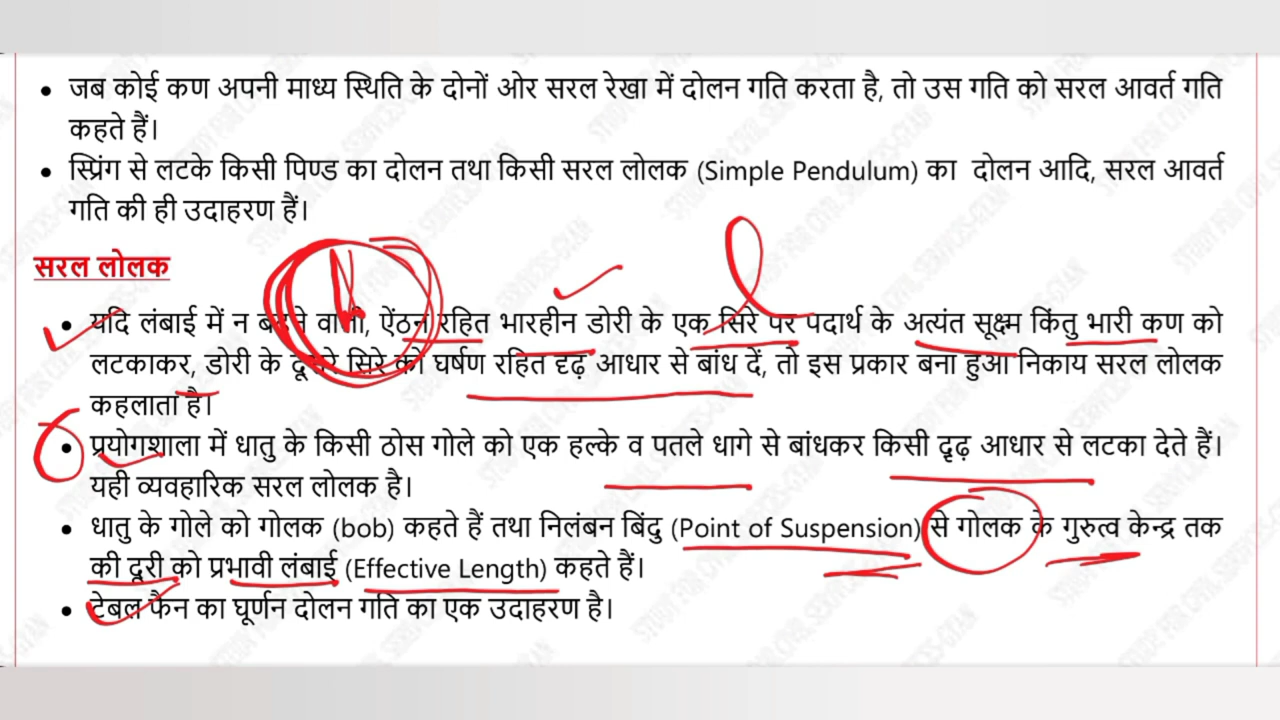 • जब कोई कण अपनी माध्य स्थिति के दोनों ओर सरल रेखा में दोलन गति करता है, तो उस गति को सरल आवर्त गति
कहते हैं।
• स्प्रिंग से लटके किसी पिण्ड का दोलन तथा किसी सरल लोलक (Simple Pendulum) का दोलन आदि, सरल आवर्त
गति की ही उदाहरण हैं।
सरल लोलक
• यदि लंबाई में न बढ़ने वाली, ऐंठन रहित भारहीन डोरी के एक सिरे पर पदार्थ के अत्यंत सूक्ष्म किंतु भारी कण को
लटकाकर, डोरी के दूसरे सिरे को घर्षण रहित दृढ़ आधार से बांध दें, तो इस प्रकार बना हुआ निकाय सरल लोलक
कहलाता है।
• प्रयोगशाला में धातु के किसी ठोस गोले को एक हल्के व पतले धागे से बांधकर किसी दृढ़ आधार से लटका देते हैं।
यही व्यवहारिक सरल लोलक है।
• धातु के गोले को गोलक (bob) कहते हैं तथा निलंबन बिंदु (Point of Suspension) से गोलक के गुरुत्व केन्द्र तक
की दूरी को प्रभावी लंबाई (Effective Length) कहते हैं।
• टेबल फैन का घूर्णन दोलन गति का एक उदाहरण है।